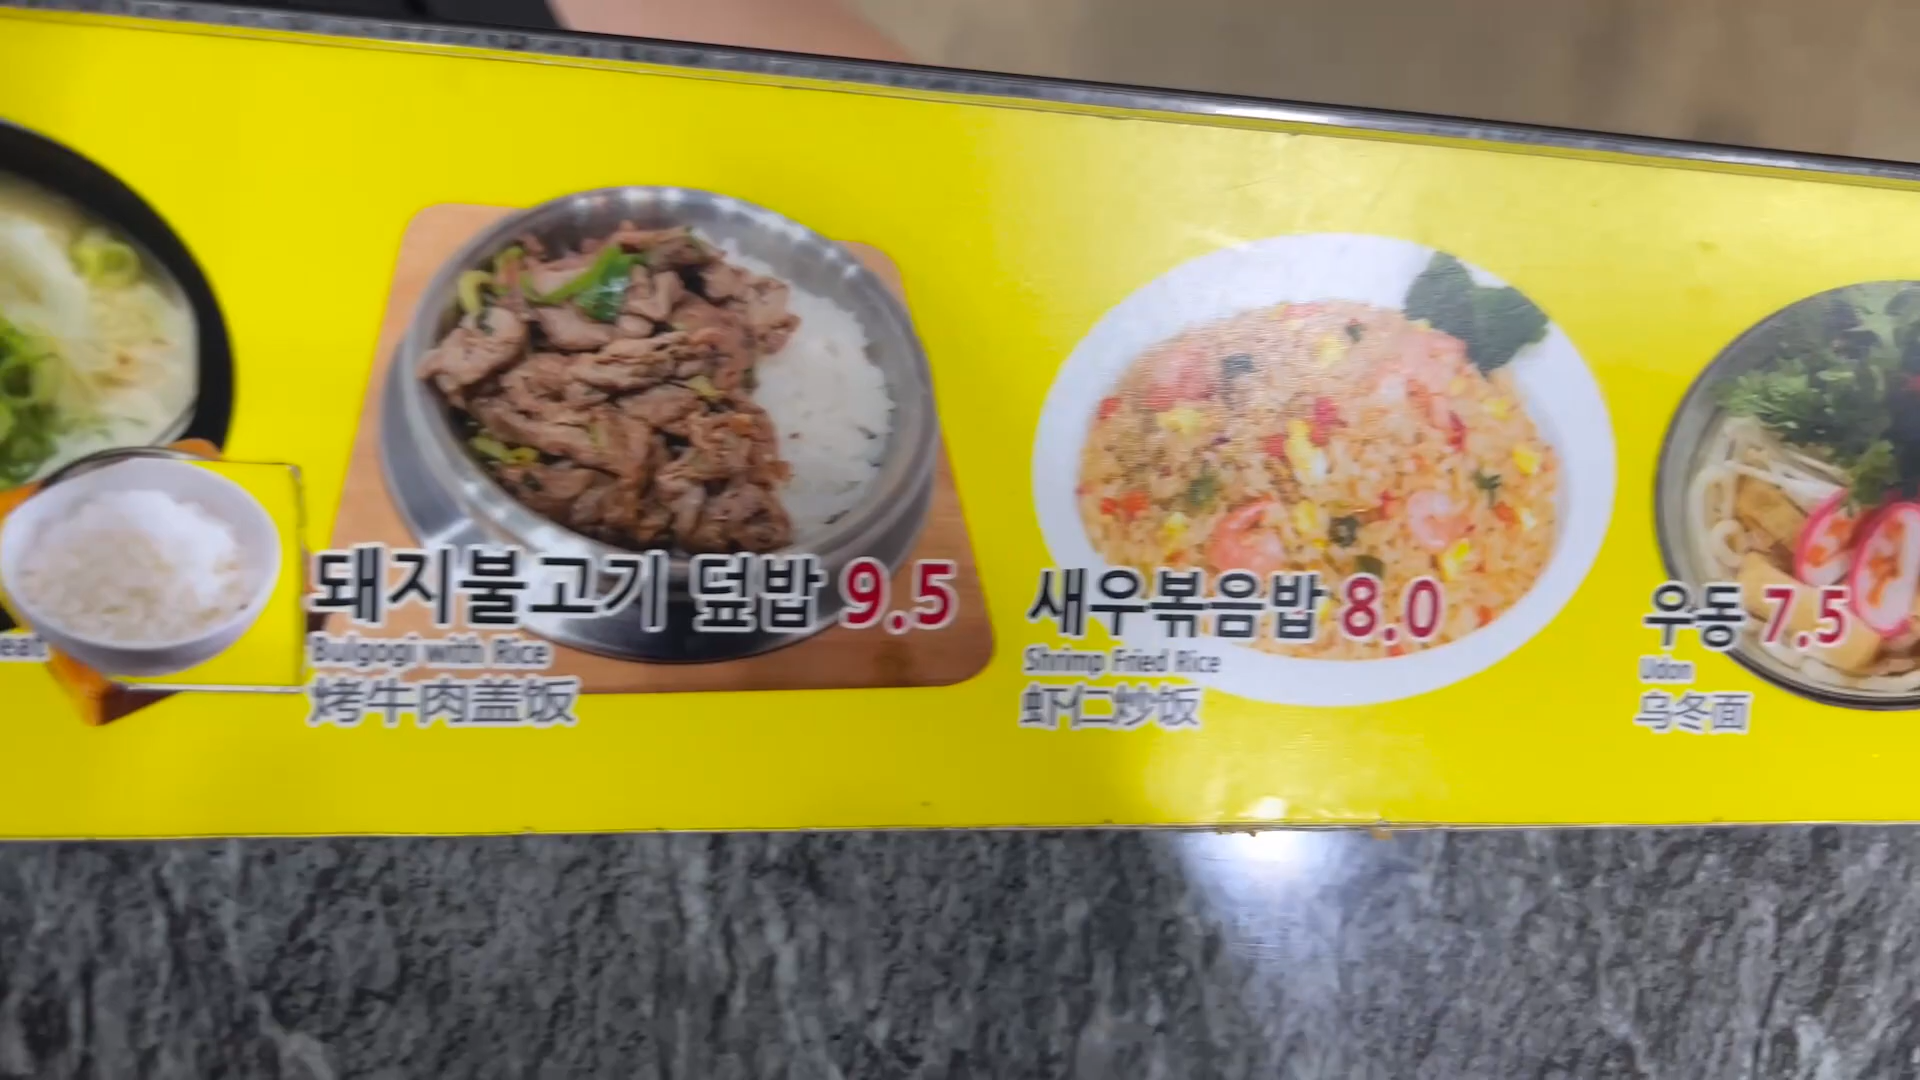 돼지불고기 덮밥 9.5
Bulgogi with Rice
烤牛肉盖饭
새우볶음밥 8.0
Shrimp Fried Rice
虾仁炒饭
우동 7.5
Udon
乌冬面